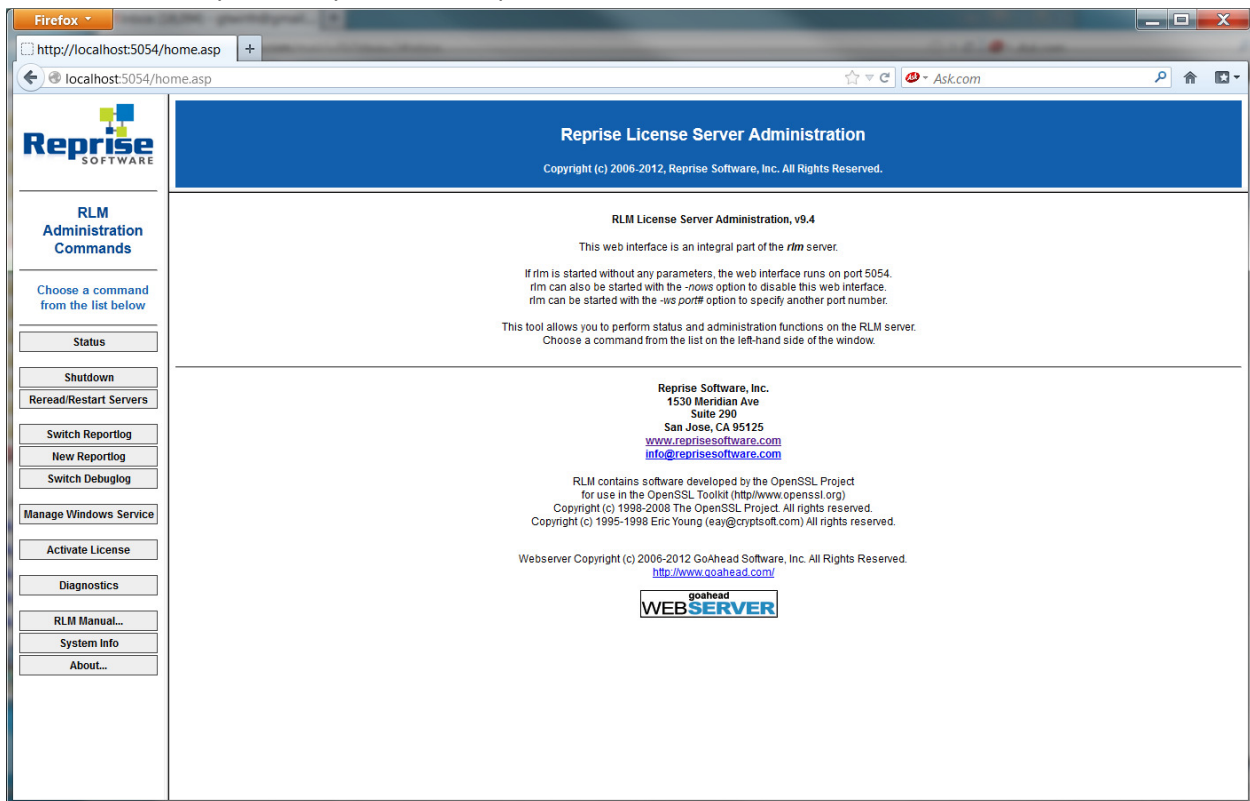 Firefox
http://localhost:5054/home.asp
+
localhost:5054/home.asp
Ask.com
Reprise
SOFTWARE
RLM
Administration
Commands
Choose a command
from the list below
Status
Shutdown
Reread/Restart Servers
Switch Reportlog
New Reportlog
Switch Debuglog
Manage Windows Service
Activate License
Diagnostics
RLM Manual...
System Info
About...
Reprise License Server Administration
Copyright (c) 2006-2012, Reprise Software, Inc. All Rights Reserved.
RLM License Server Administration, v9.4
This web interface is an integral part of the rlm server.
If rlm is started without any parameters, the web interface runs on port 5054.
rlm can also be started with the -nows option to disable this web interface.
rlm can be started with the -ws port# option to specify another port number.
This tool allows you to perform status and administration functions on the RLM server.
Choose a command from the list on the left-hand side of the window.
Reprise Software, Inc.
1530 Meridian Ave
Suite 290
San Jose, CA 95125
www.reprisesoftware.com
info@reprisesoftware.com
RLM contains software developed by the OpenSSL Project
for use in the OpenSSL Toolkit (http//www.openssl.org)
Copyright (c) 1998-2008 The OpenSSL Project. All rights reserved.
Copyright (c) 1995-1998 Eric Young (eay@cryptsoft.com) All rights reserved.
Webserver Copyright (c) 2006-2012 GoAhead Software, Inc. All Rights Reserved.
http://www.goahead.com/
goahead
WEBSERVER